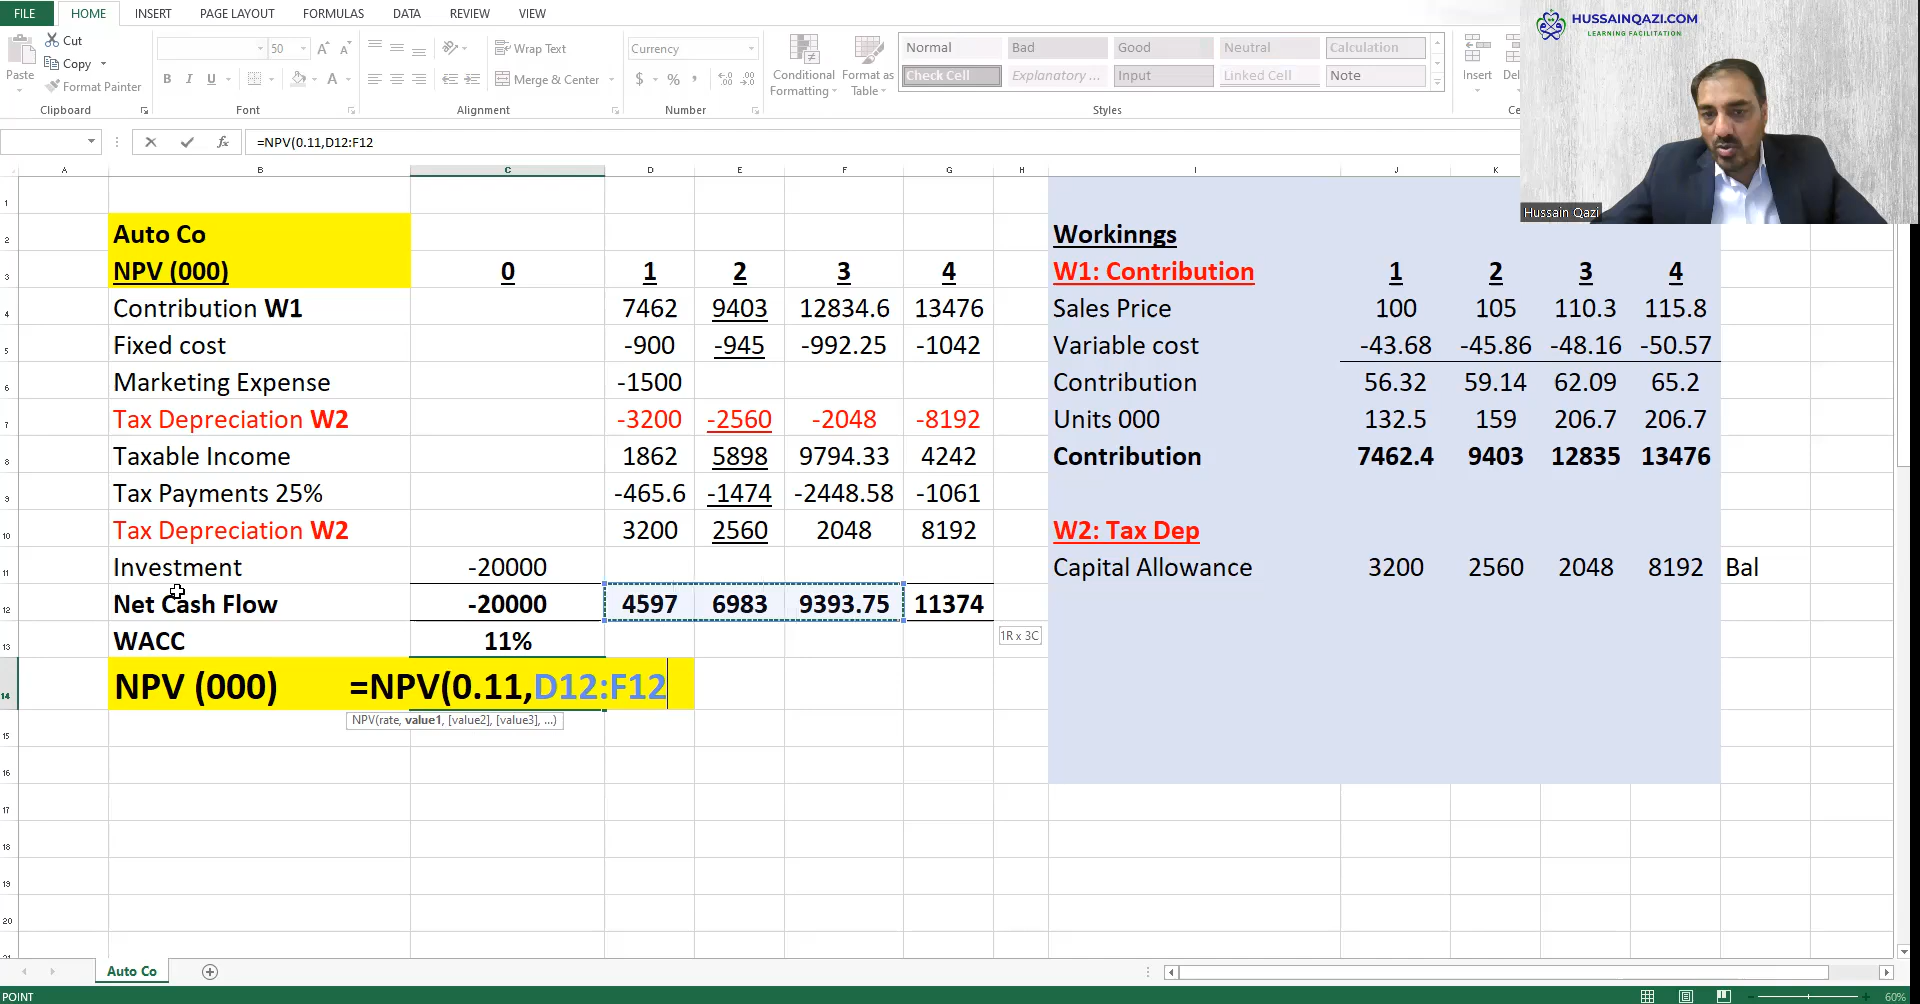 FILE HOME INSERT PAGE LAYOUT FORMULAS DATA REVIEW VIEW
HUSSAINQAZI.COM
LEARNING FACILITATION
Cut
Copy
Format Painter
Paste
Clipboard
50
B I U
Font
Wrap Text
Merge & Center
Alignment
Currency
$ % ,
Number
Conditional Formatting
Format as Table
Normal Bad Good Neutral Calculation
Check Cell Explanatory ... Input Linked Cell Note
Styles
Insert
=NPV(0.11,D12:F12
Hussain Qazi
A B C D E F G H I J K
1
2 Auto Co Workinngs
3 NPV (000) 0 1 2 3 4 W1: Contribution 1 2 3 4
4 Contribution W1 7462 9403 12834.6 13476 Sales Price 100 105 110.3 115.8
5 Fixed cost -900 -945 -992.25 -1042 Variable cost -43.68 -45.86 -48.16 -50.57
6 Marketing Expense -1500 Contribution 56.32 59.14 62.09 65.2
7 Tax Depreciation W2 -3200 -2560 -2048 -8192 Units 000 132.5 159 206.7 206.7
8 Taxable Income 1862 5898 9794.33 4242 Contribution 7462.4 9403 12835 13476
9 Tax Payments 25% -465.6 -1474 -2448.58 -1061
10 Tax Depreciation W2 3200 2560 2048 8192 W2: Tax Dep
11 Investment -20000 Capital Allowance 3200 2560 2048 8192 Bal
12 Net Cash Flow -20000 4597 6983 9393.75 11374
13 WACC 11% 1R x 3C
14 NPV (000) =NPV(0.11,D12:F12
NPV(rate, value1, [value2], [value3], ...)
15
16
17
18
19
20
Auto Co
POINT
60%